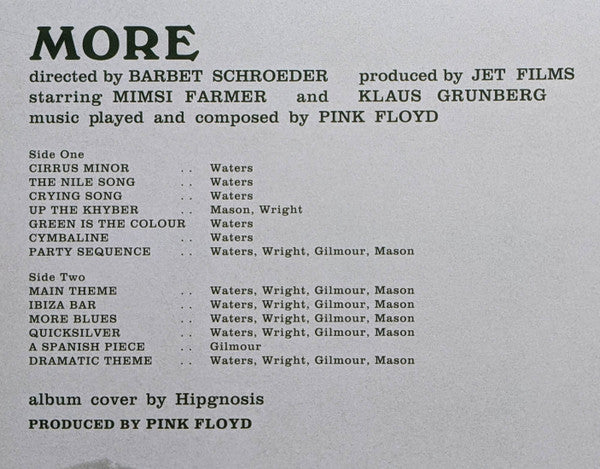 MORE
directed by BARBET SCHROEDER produced by JET FILMS
starring MIMSI FARMER and KLAUS GRUNBERG
music played and composed by PINK FLOYD
Side One
CIRRUS MINOR . . Waters
THE NILE SONG . . Waters
CRYING SONG . . Waters
UP THE KHYBER . . Mason, Wright
GREEN IS THE COLOUR Waters
CYMBALINE . . Waters
PARTY SEQUENCE . . Waters, Wright, Gilmour, Mason
Side Two
MAIN THEME . . Waters, Wright, Gilmour, Mason
IBIZA BAR . . Waters, Wright, Gilmour, Mason
MORE BLUES . . Waters, Wright, Gilmour, Mason
QUICKSILVER . . Waters, Wright, Gilmour, Mason
A SPANISH PIECE . . Gilmour
DRAMATIC THEME . . Waters, Wright, Gilmour, Mason
album cover by Hipgnosis
PRODUCED BY PINK FLOYD